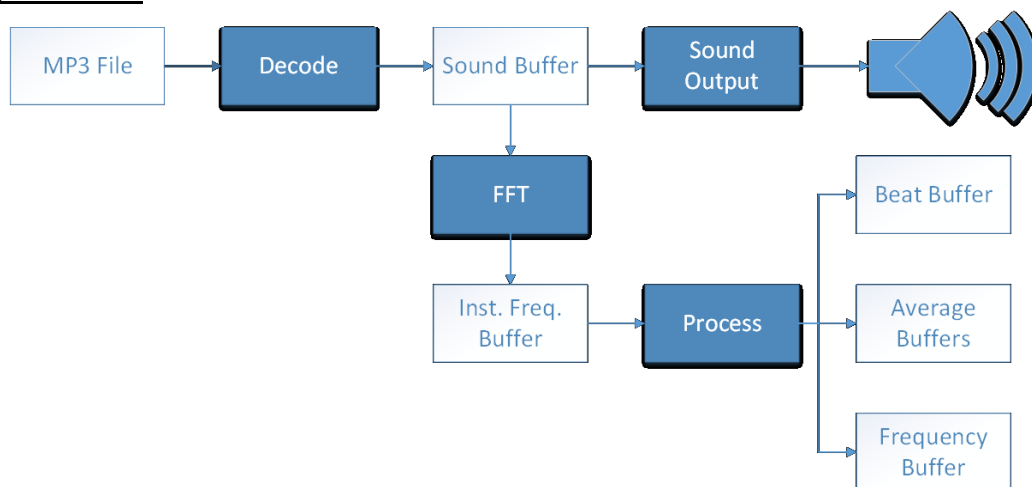 MP3 File
Decode
Sound Buffer
Sound
Output
FFT
Beat Buffer
Inst. Freq.
Buffer
Process
Average
Buffers
Frequency
Buffer